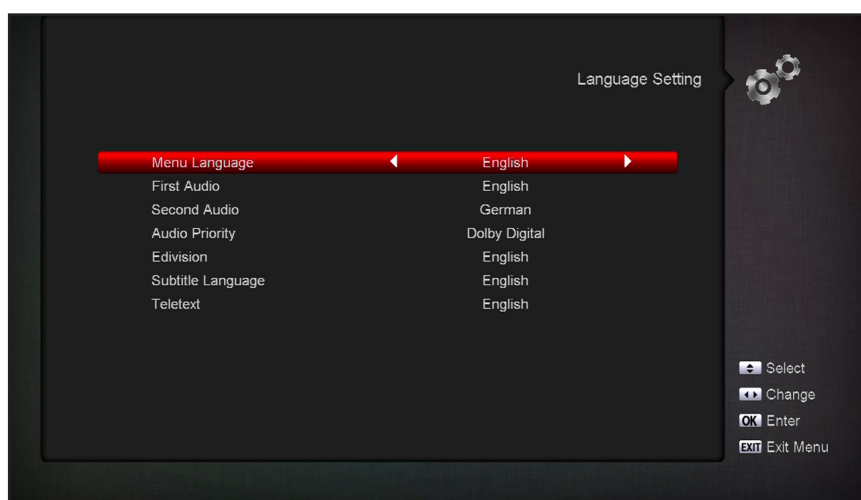 Language Setting
Menu Language English
First Audio English
Second Audio German
Audio Priority Dolby Digital
Edivision English
Subtitle Language English
Teletext English
Select
Change
OK Enter
EXIT Exit Menu